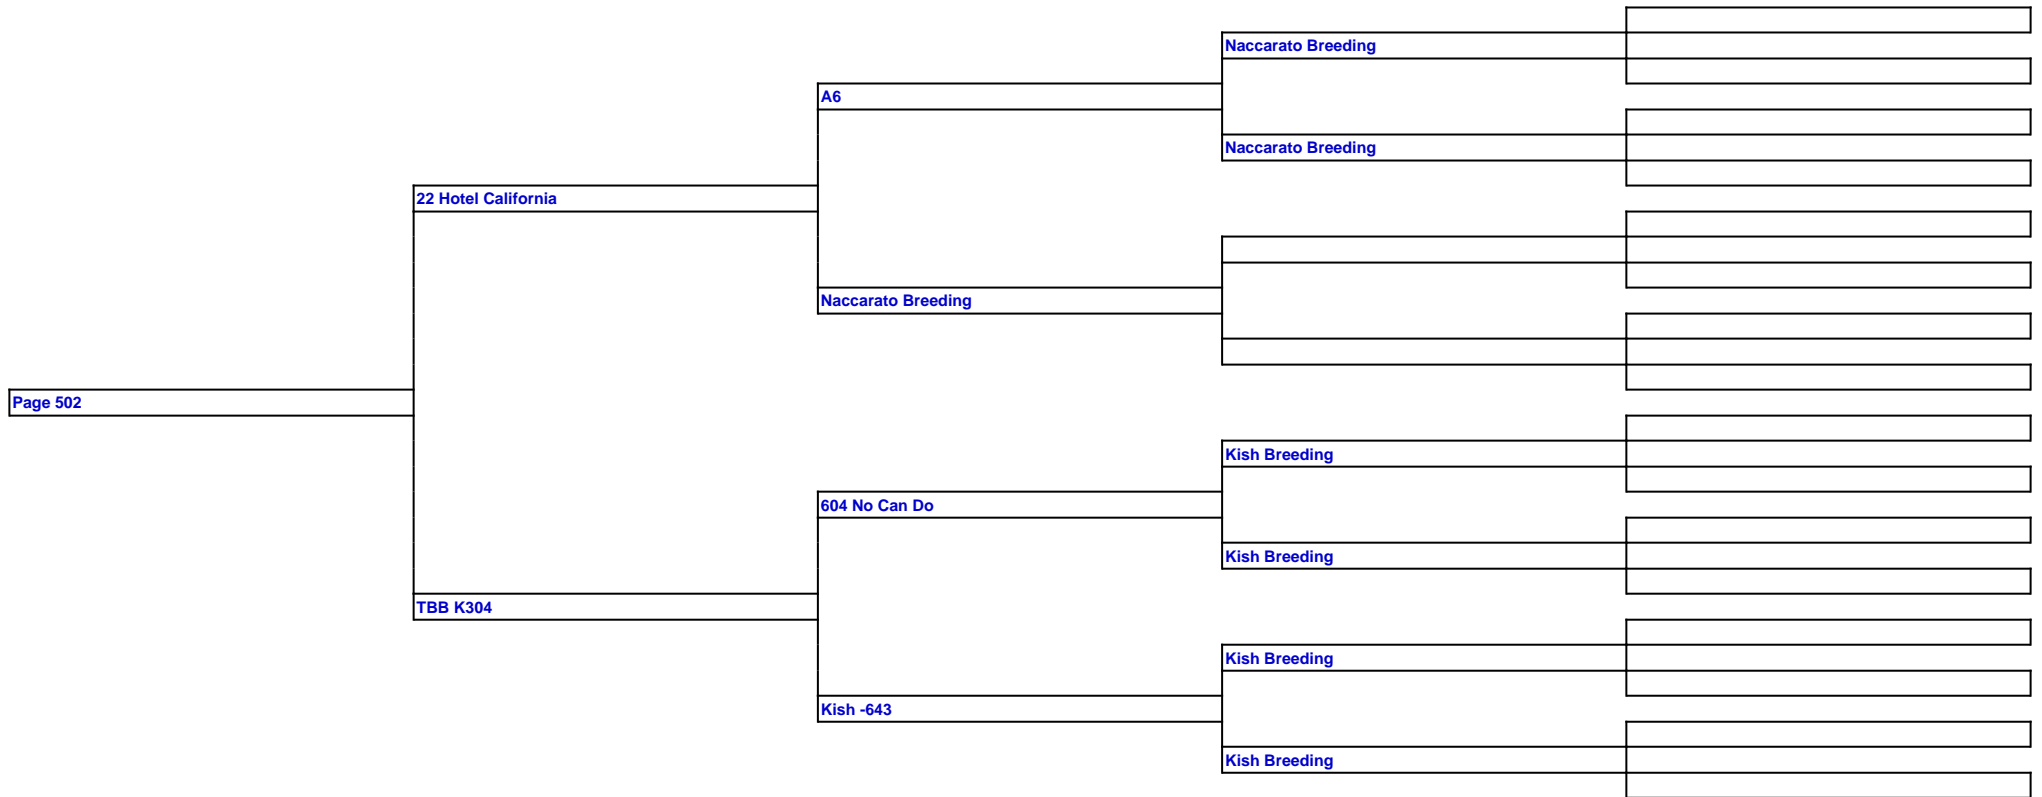 Naccarato Breeding
A6
Naccarato Breeding
22 Hotel California
Naccarato Breeding
Page 502
Kish Breeding
604 No Can Do
Kish Breeding
TBB K304
Kish Breeding
Kish -643
Kish Breeding